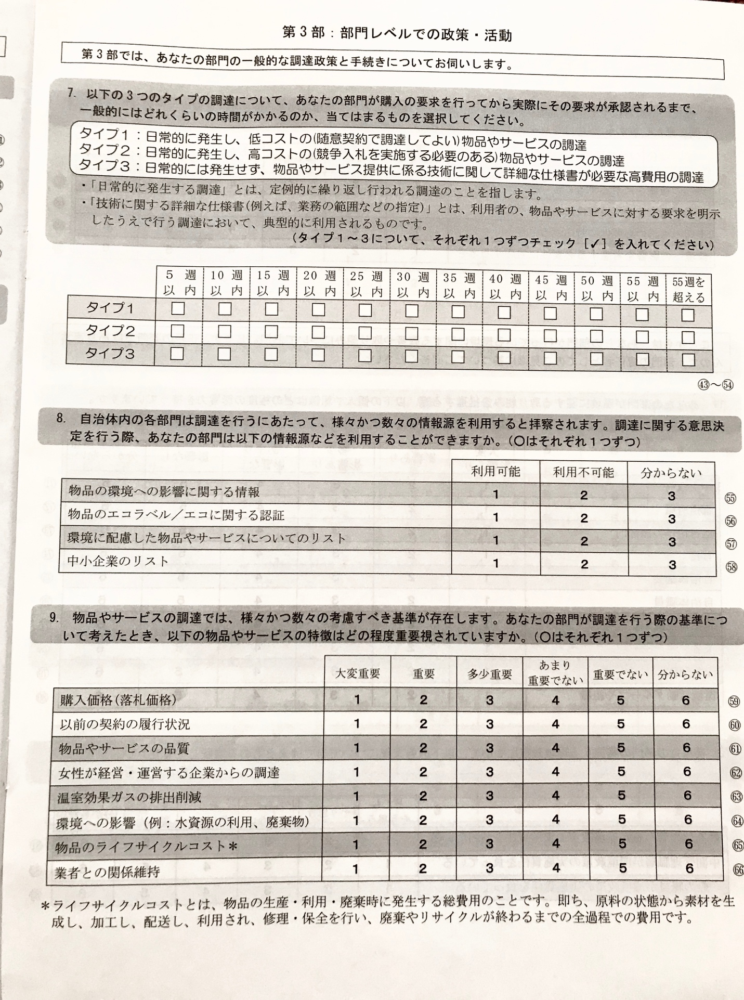 第3部：部門レベルでの政策・活動
第3部では、あなたの部門の一般的な調達政策と手続きについてお伺いします。
7. 以下の3つのタイプの調達について、あなたの部門が購入の要求を行ってから実際にその要求が承認されるまで、
一般的にはどれくらいの時間がかかるのか、当てはまるものを選択してください。
タイプ1：日常的に発生し、低コストの(随意契約で調達してよい)物品やサービスの調達
タイプ2：日常的に発生し、高コストの(競争入札を実施する必要のある)物品やサービスの調達
タイプ3：日常的には発生せず、物品やサービス提供に係る技術に関して詳細な仕様書が必要な高費用の調達
・「日常的に発生する調達」とは、定例的に繰り返し行われる調達のことを指します。
・「技術に関する詳細な仕様書(例えば、業務の範囲などの指定)」とは、利用者の、物品やサービスに対する要求を明示
したうえで行う調達において、典型的に利用されるものです。
（タイプ1～3について、それぞれ1つずつチェック［✓］を入れてください）
5 週 10 週 15 週 20 週 25 週 30 週 35 週 40 週 45 週 50 週 55 週 55週を
以 内 以 内 以 内 以 内 以 内 以 内 以 内 以 内 以 内 以 内 以 内 超える
タイプ1 □ □ □ □ □ □ □ □ □ □ □ □
タイプ2 □ □ □ □ □ □ □ □ □ □ □ □
タイプ3 □ □ □ □ □ □ □ □ □ □ □ □
㊸～54
8. 自治体内の各部門は調達を行うにあたって、様々かつ数々の情報源を利用すると拝察されます。調達に関する意思決
定を行う際、あなたの部門は以下の情報源などを利用することができますか。(〇はそれぞれ1つずつ)
利用可能 利用不可能 分からない
物品の環境への影響に関する情報 1 2 3 55
物品のエコラベル／エコに関する認証 1 2 3 56
環境に配慮した物品やサービスについてのリスト 1 2 3 57
中小企業のリスト 1 2 3 58
9. 物品やサービスの調達では、様々かつ数々の考慮すべき基準が存在します。あなたの部門が調達を行う際の基準につ
いて考えたとき、以下の物品やサービスの特徴はどの程度重要視されていますか。(〇はそれぞれ1つずつ)
大変重要 重要 多少重要 あまり重要でない 重要でない 分からない
購入価格(落札価格) 1 2 3 4 5 6 59
以前の契約の履行状況 1 2 3 4 5 6 60
物品やサービスの品質 1 2 3 4 5 6 61
女性が経営・運営する企業からの調達 1 2 3 4 5 6 62
温室効果ガスの排出削減 1 2 3 4 5 6 63
環境への影響（例：水資源の利用、廃棄物） 1 2 3 4 5 6 64
物品のライフサイクルコスト＊ 1 2 3 4 5 6 65
業者との関係維持 1 2 3 4 5 6 66
＊ライフサイクルコストとは、物品の生産・利用・廃棄時に発生する総費用のことです。即ち、原料の状態から素材を生
成し、加工し、配送し、利用され、修理・保全を行い、廃棄やリサイクルが終わるまでの全過程での費用です。